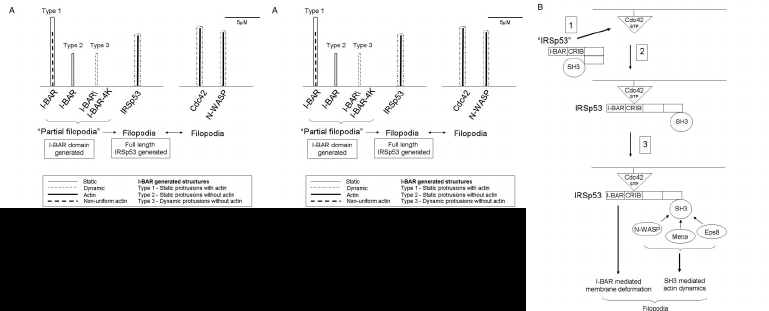 A
Type 1
5µM
Type 2
Type 3
I-BAR
I-BAR
I-BARi
I-BAR-4K
IRSp53
Cdc42
N-WASP
"Partial filopodia"
Filopodia
Filopodia
I-BAR domain
generated
Full length
IRSp53 generated
Static
I-BAR generated structures
Dynamic
Type 1 - Static protrusions with actin
Actin
Type 2 - Static protrusions without actin
Non-uniform actin
Type 3 - Dynamic protrusions without actin
A
Type 1
5µM
Type 2
Type 3
I-BAR
I-BAR
I-BARi
I-BAR-4K
IRSp53
Cdc42
N-WASP
"Partial filopodia"
Filopodia
Filopodia
I-BAR domain
generated
Full length
IRSp53 generated
Static
I-BAR generated structures
Dynamic
Type 1 - Static protrusions with actin
Actin
Type 2 - Static protrusions without actin
Non-uniform actin
Type 3 - Dynamic protrusions without actin
B
1
Cdc42
GTP
"IRSp53"
I-BAR CRIB
SH3
2
Cdc42
GTP
IRSp53
I-BAR CRIB
SH3
3
Cdc42
GTP
IRSp53
I-BAR CRIB
SH3
N-WASP
Mena
Eps8
I-BAR mediated
membrane deformation
SH3 mediated
actin dynamics
Filopodia